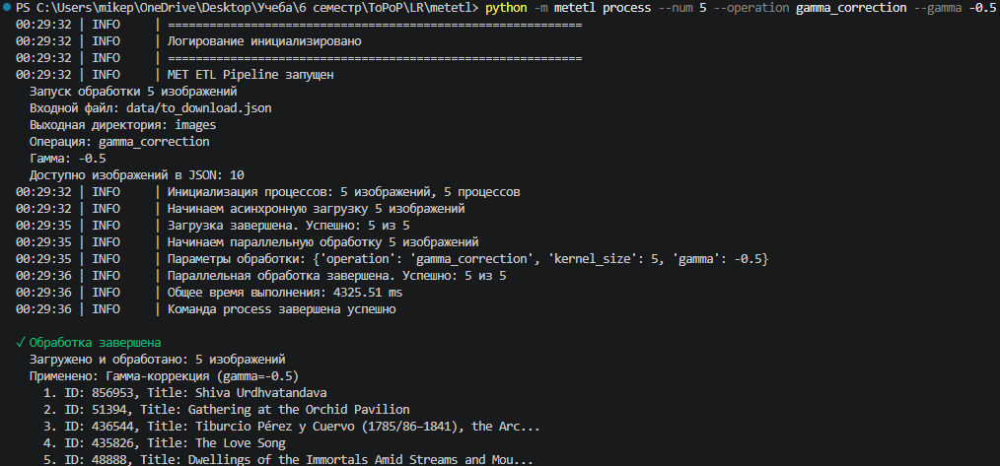 PS C:\Users\mikep\OneDrive\Desktop\Учеба\6 семестр\ToPoP\LR\metetl> python -m metetl process --num 5 --operation gamma_correction --gamma -0.5
00:29:32 | INFO     | ============================================================
00:29:32 | INFO     | Логирование инициализировано
00:29:32 | INFO     | ============================================================
00:29:32 | INFO     | MET ETL Pipeline запущен
Запуск обработки 5 изображений
Входной файл: data/to_download.json
Выходная директория: images
Операция: gamma_correction
Гамма: -0.5
Доступно изображений в JSON: 10
00:29:32 | INFO     | Инициализация процессов: 5 изображений, 5 процессов
00:29:32 | INFO     | Начинаем асинхронную загрузку 5 изображений
00:29:35 | INFO     | Загрузка завершена. Успешно: 5 из 5
00:29:35 | INFO     | Начинаем параллельную обработку 5 изображений
00:29:35 | INFO     | Параметры обработки: {'operation': 'gamma_correction', 'kernel_size': 5, 'gamma': -0.5}
00:29:36 | INFO     | Параллельная обработка завершена. Успешно: 5 из 5
00:29:36 | INFO     | Общее время выполнения: 4325.51 ms
00:29:36 | INFO     | Команда process завершена успешно
✓ Обработка завершена
Загружено и обработано: 5 изображений
Применено: Гамма-коррекция (gamma=-0.5)
1. ID: 856953, Title: Shiva Urdhvatandava
2. ID: 51394, Title: Gathering at the Orchid Pavilion
3. ID: 436544, Title: Tiburcio Pérez y Cuervo (1785/86–1841), the Arc...
4. ID: 435826, Title: The Love Song
5. ID: 48888, Title: Dwellings of the Immortals Amid Streams and Mou...